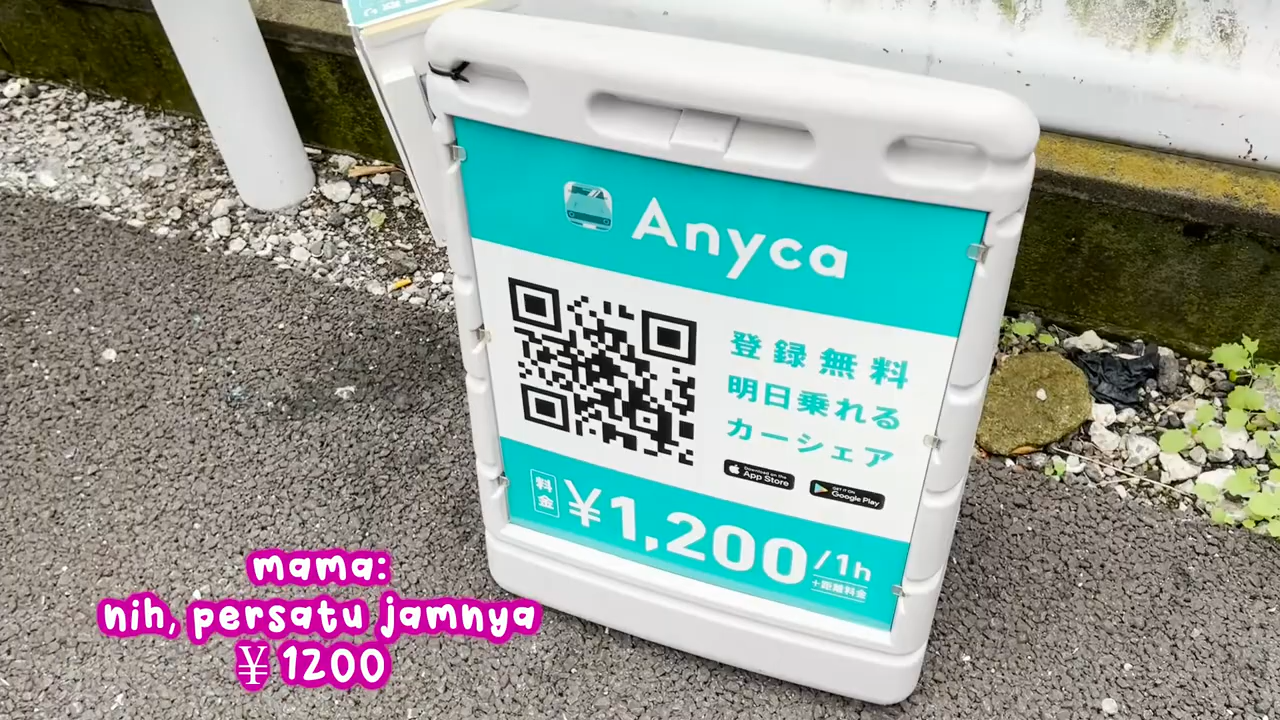 Anyca
登録無料
明日乗れる
カーシェア
Download on the
App Store
GET IT ON
Google Play
料金
¥1,200/1h
+距離料金
mama:
nih, persatu jamnya
¥ 1200